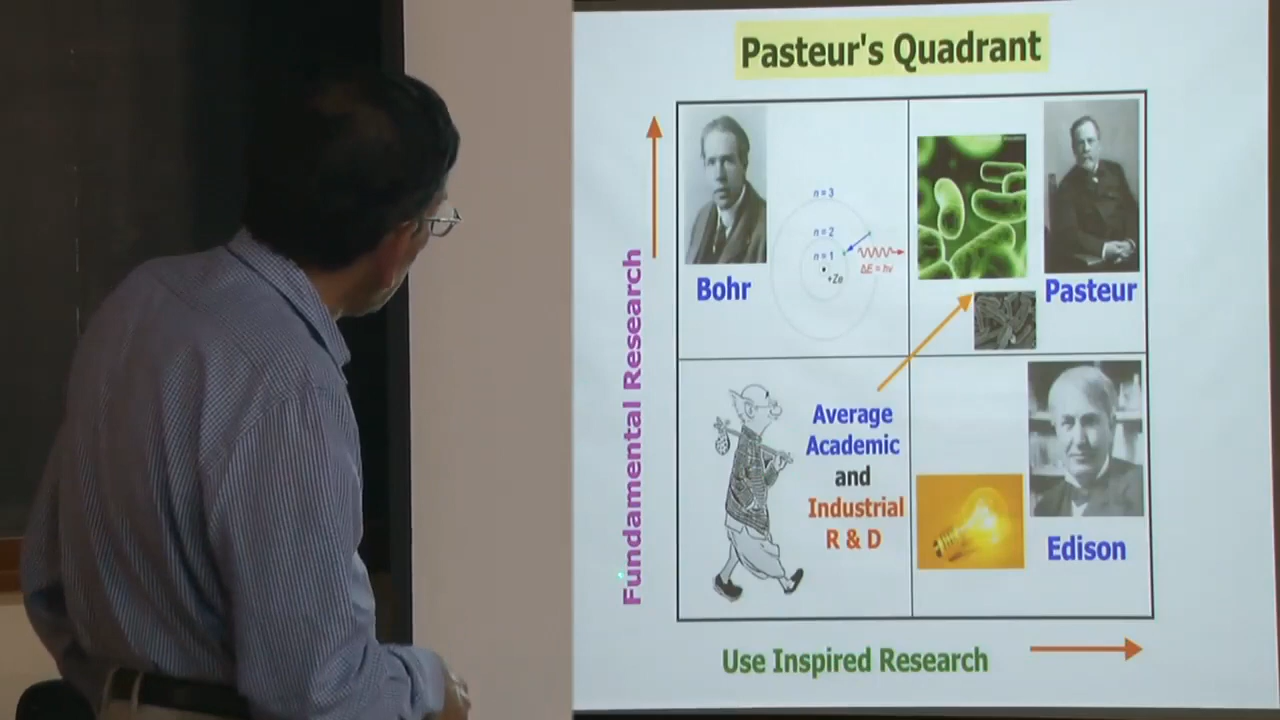 Pasteur's Quadrant
Fundamental Research
n = 3
n = 2
n = 1
+Ze
ΔE = hν
Bohr
Pasteur
Average
Academic
and
Industrial
R & D
Edison
Use Inspired Research